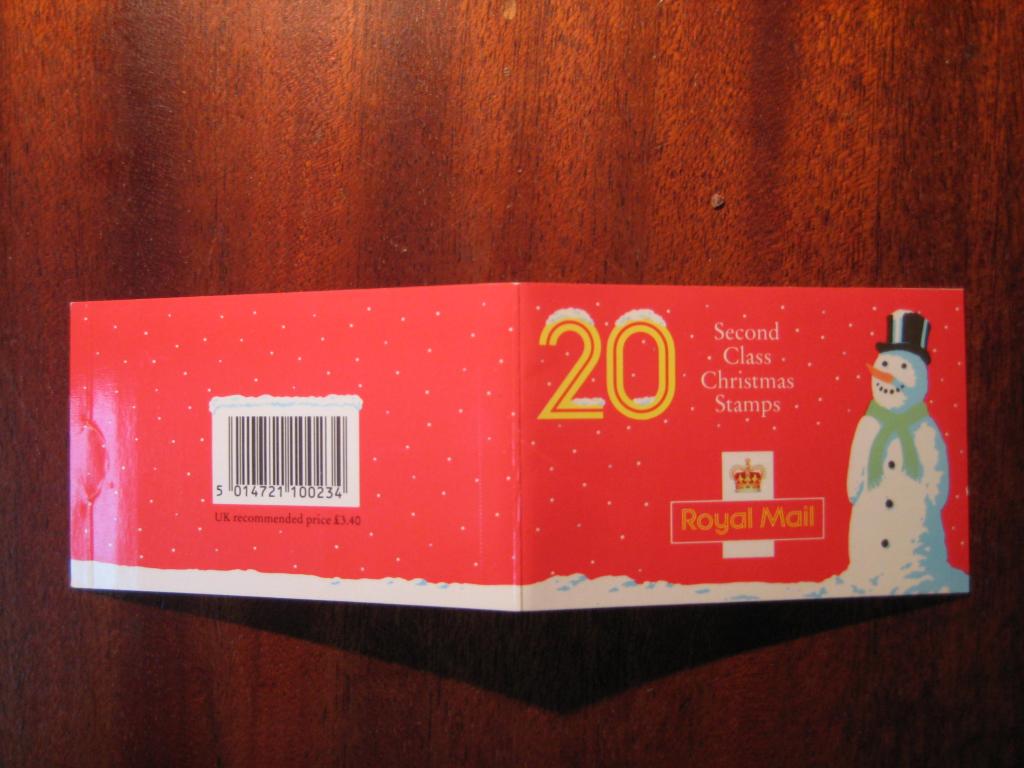 5 014721 100234
UK recommended price £3.40
20
Second
Class
Christmas
Stamps
Royal Mail